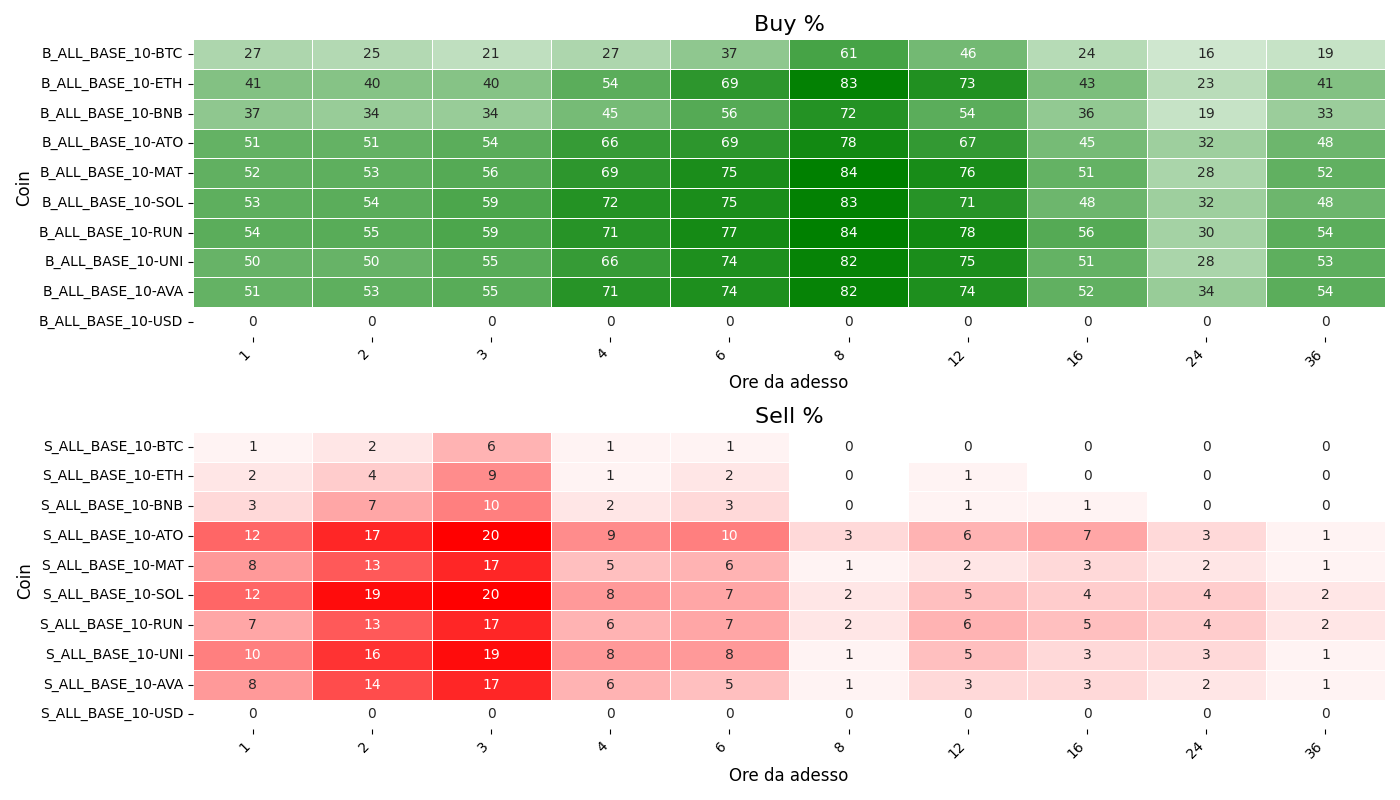 Buy %
Coin
B_ALL_BASE_10-BTC 27 25 21 27 37 61 46 24 16 19
B_ALL_BASE_10-ETH 41 40 40 54 69 83 73 43 23 41
B_ALL_BASE_10-BNB 37 34 34 45 56 72 54 36 19 33
B_ALL_BASE_10-ATO 51 51 54 66 69 78 67 45 32 48
B_ALL_BASE_10-MAT 52 53 56 69 75 84 76 51 28 52
B_ALL_BASE_10-SOL 53 54 59 72 75 83 71 48 32 48
B_ALL_BASE_10-RUN 54 55 59 71 77 84 78 56 30 54
B_ALL_BASE_10-UNI 50 50 55 66 74 82 75 51 28 53
B_ALL_BASE_10-AVA 51 53 55 71 74 82 74 52 34 54
B_ALL_BASE_10-USD 0 0 0 0 0 0 0 0 0 0
1 2 3 4 6 8 12 16 24 36
Ore da adesso
Sell %
Coin
S_ALL_BASE_10-BTC 1 2 6 1 1 0 0 0 0 0
S_ALL_BASE_10-ETH 2 4 9 1 2 0 1 0 0 0
S_ALL_BASE_10-BNB 3 7 10 2 3 0 1 1 0 0
S_ALL_BASE_10-ATO 12 17 20 9 10 3 6 7 3 1
S_ALL_BASE_10-MAT 8 13 17 5 6 1 2 3 2 1
S_ALL_BASE_10-SOL 12 19 20 8 7 2 5 4 4 2
S_ALL_BASE_10-RUN 7 13 17 6 7 2 6 5 4 2
S_ALL_BASE_10-UNI 10 16 19 8 8 1 5 3 3 1
S_ALL_BASE_10-AVA 8 14 17 6 5 1 3 3 2 1
S_ALL_BASE_10-USD 0 0 0 0 0 0 0 0 0 0
1 2 3 4 6 8 12 16 24 36
Ore da adesso